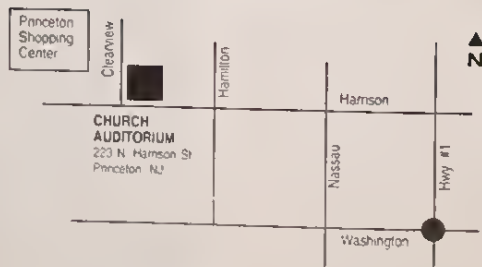 Princeton
Shopping
Center
Clearview
Hamilton
N
Harrison
CHURCH
AUDITORIUM
223 N. Harrison St
Princeton NJ
Nassau
Hwy #1
Washington